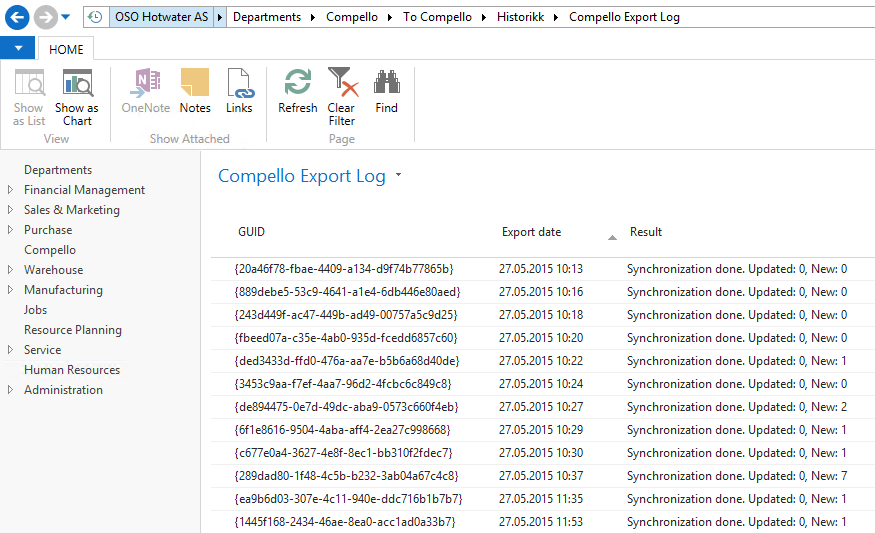 OSO Hotwater AS Departments Compello To Compello Historikk Compello Export Log
HOME
Show as List
Show as Chart
OneNote
Notes
Links
Refresh
Clear Filter
Find
View
Show Attached
Page
Departments
Financial Management
Sales & Marketing
Purchase
Compello
Warehouse
Manufacturing
Jobs
Resource Planning
Service
Human Resources
Administration
Compello Export Log
GUID Export date Result
{20a46f78-fbae-4409-a134-d9f74b77865b} 27.05.2015 10:13 Synchronization done. Updated: 0, New: 0
{889debe5-53c9-4641-a1e4-6db446e80aed} 27.05.2015 10:16 Synchronization done. Updated: 0, New: 0
{243d449f-ac47-449b-ad49-00757a5c9d25} 27.05.2015 10:18 Synchronization done. Updated: 0, New: 0
{fbeed07a-c35e-4ab0-935d-fcedd6857c60} 27.05.2015 10:20 Synchronization done. Updated: 0, New: 0
{ded3433d-ffd0-476a-aa7e-b5b6a68d40de} 27.05.2015 10:22 Synchronization done. Updated: 0, New: 1
{3453c9aa-f7ef-4aa7-96d2-4fcbc6c849c8} 27.05.2015 10:24 Synchronization done. Updated: 0, New: 0
{de894475-0e7d-49dc-aba9-0573c660f4eb} 27.05.2015 10:27 Synchronization done. Updated: 0, New: 2
{6f1e8616-9504-4aba-aff4-2ea27c998668} 27.05.2015 10:29 Synchronization done. Updated: 0, New: 1
{c677e0a4-3627-4e8f-8ec1-bb310f2fdec7} 27.05.2015 10:30 Synchronization done. Updated: 0, New: 1
{289dad80-1f48-4c5b-b232-3ab04a67c4c8} 27.05.2015 10:37 Synchronization done. Updated: 0, New: 7
{ea9b6d03-307e-4c11-940e-ddc716b1b7b7} 27.05.2015 11:35 Synchronization done. Updated: 0, New: 1
{1445f168-2434-46ae-8ea0-acc1ad0a33b7} 27.05.2015 11:53 Synchronization done. Updated: 0, New: 1